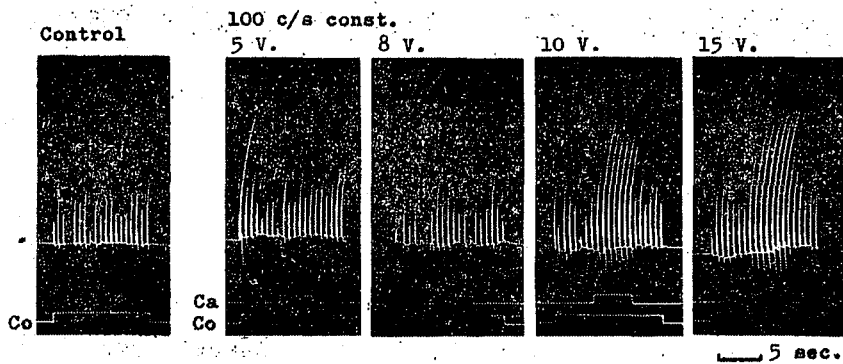 100 c/s const.
Control
5 V.
8 V.
10 V.
15 V.
Ca
Co
Co
5 sec.